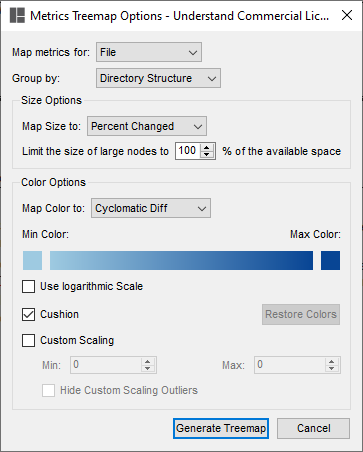 Metrics Treemap Options - Understand Commercial Lic...
Map metrics for: File
Group by: Directory Structure
Size Options
Map Size to: Percent Changed
Limit the size of large nodes to 100 % of the available space
Color Options
Map Color to: Cyclomatic Diff
Min Color: Max Color:
Use logarithmic Scale
Cushion Restore Colors
Custom Scaling
Min: 0 Max: 0
Hide Custom Scaling Outliers
Generate Treemap Cancel